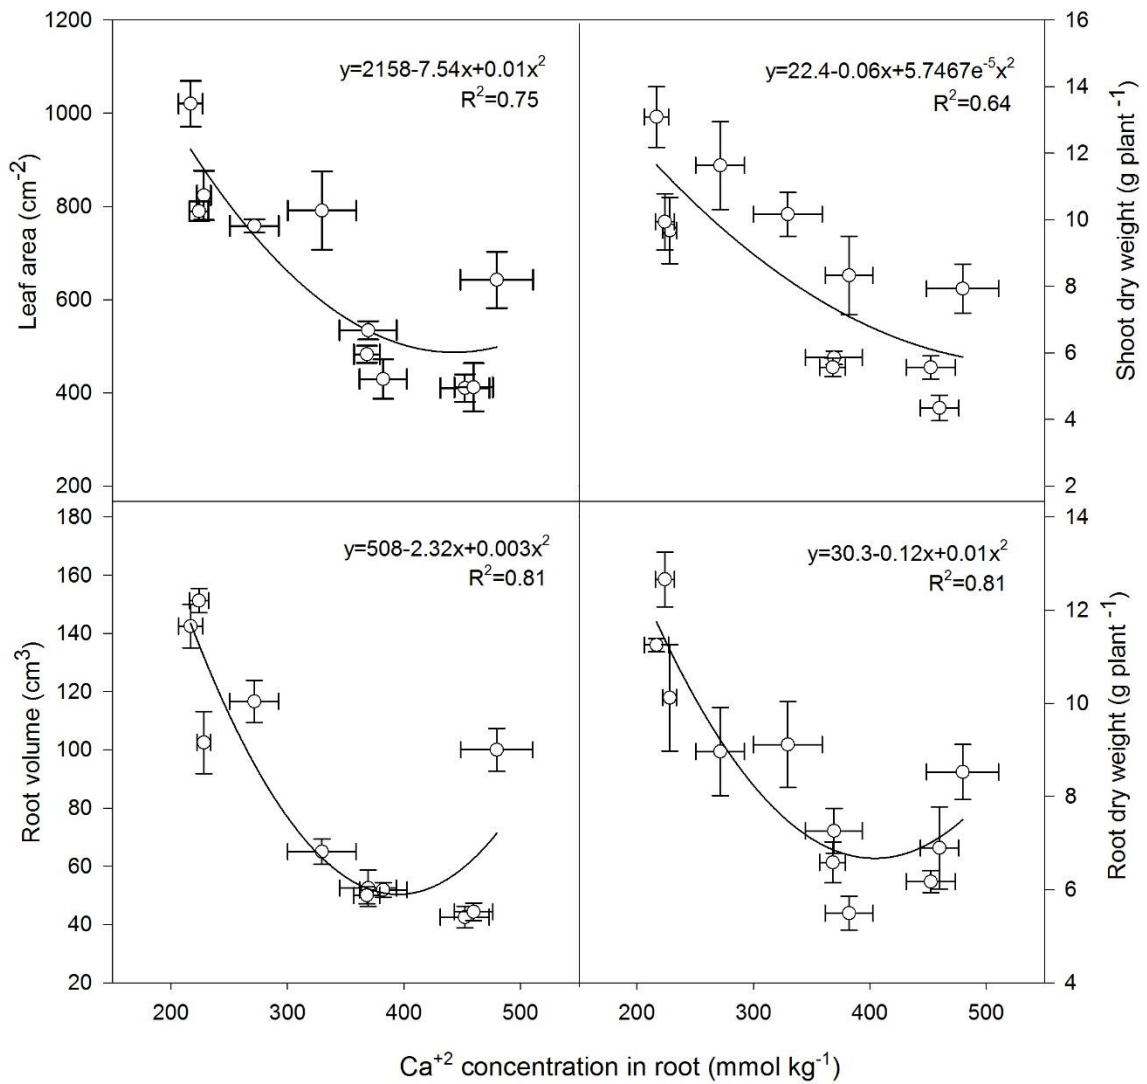 1200
1000
800
600
400
200
Leaf area (cm⁻²)
y=2158-7.54x+0.01x²
R²=0.75
y=22.4-0.06x+5.7467e⁻⁵x²
R²=0.64
16
14
12
10
8
6
4
2
Shoot dry weight (g plant ⁻¹)
180
160
140
120
100
80
60
40
20
Root volume (cm³)
y=508-2.32x+0.003x²
R²=0.81
y=30.3-0.12x+0.01x²
R²=0.81
14
12
10
8
6
4
Root dry weight (g plant ⁻¹)
200 300 400 500 200 300 400 500
Ca⁺² concentration in root (mmol kg⁻¹)